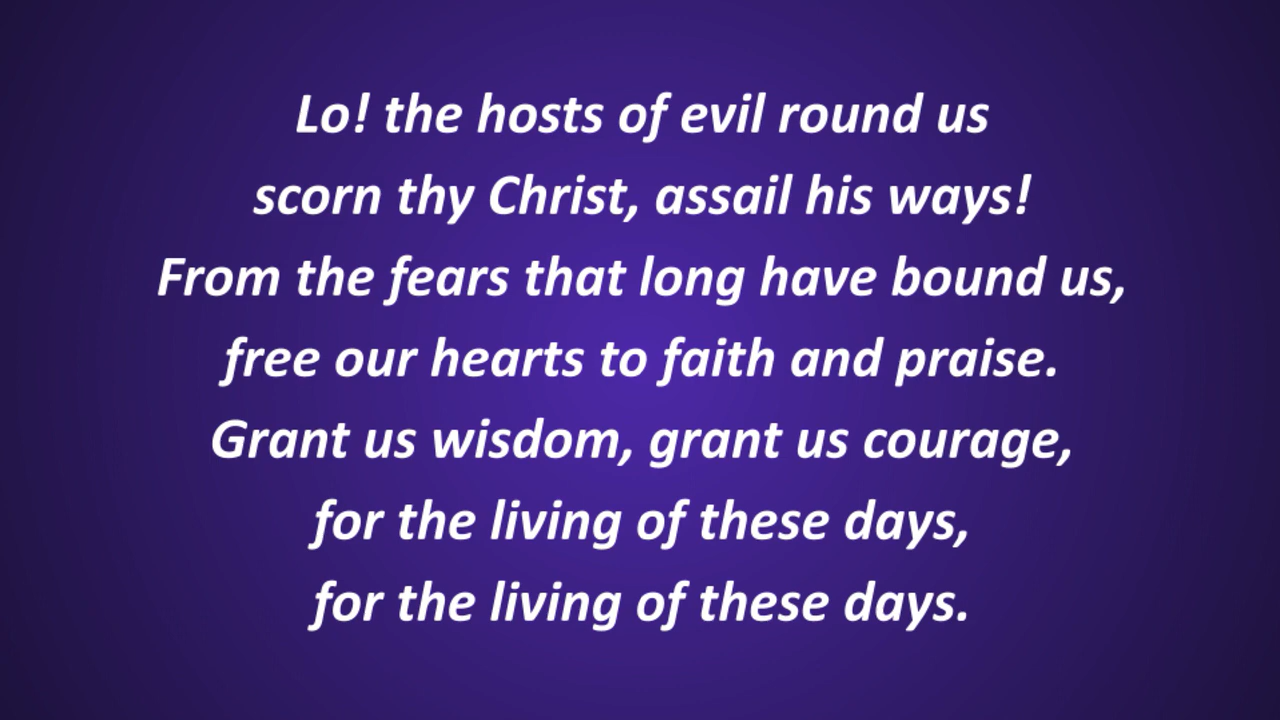 Lo! the hosts of evil round us
scorn thy Christ, assail his ways!
From the fears that long have bound us,
free our hearts to faith and praise.
Grant us wisdom, grant us courage,
for the living of these days,
for the living of these days.